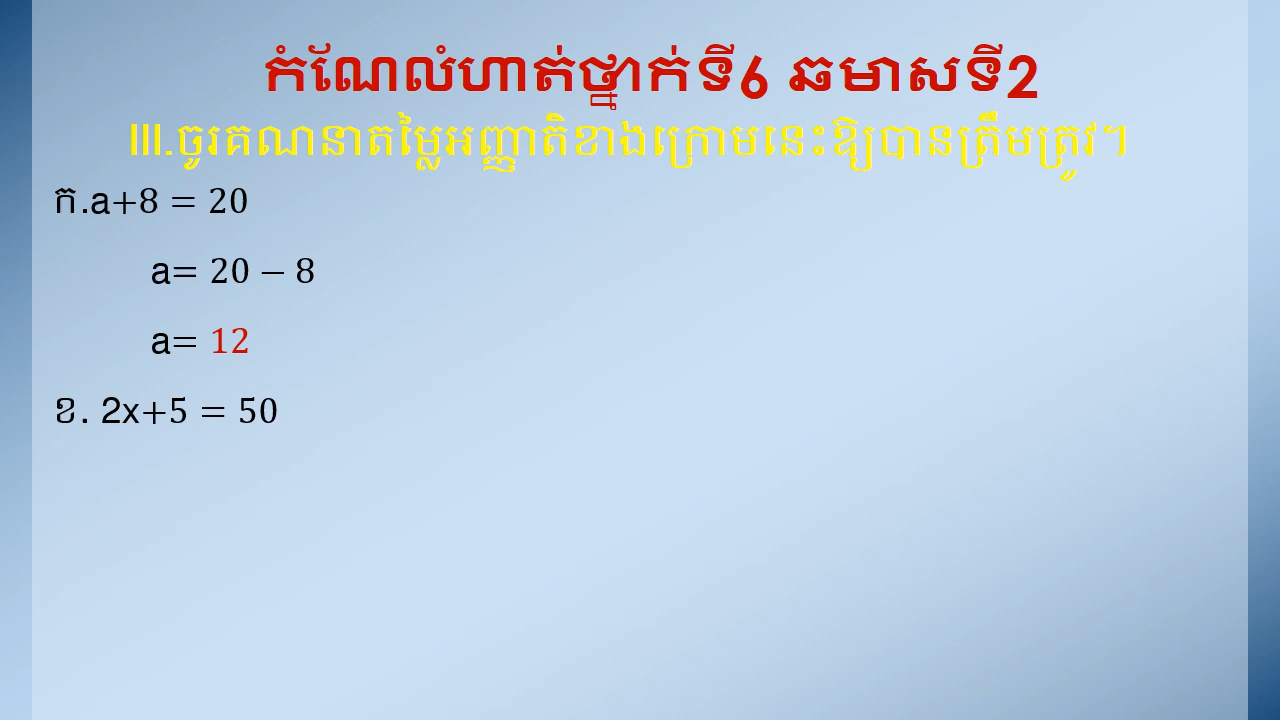 កំណែលំហាត់ថ្នាក់ទី6 ឆមាសទី2
III.ចូរគណនាតម្លៃអញ្ញាតិខាងក្រោមនេះឱ្យបានត្រឹមត្រូវ។
ក.a+8 = 20
a= 20 − 8
a= 12
ខ. 2x+5 = 50